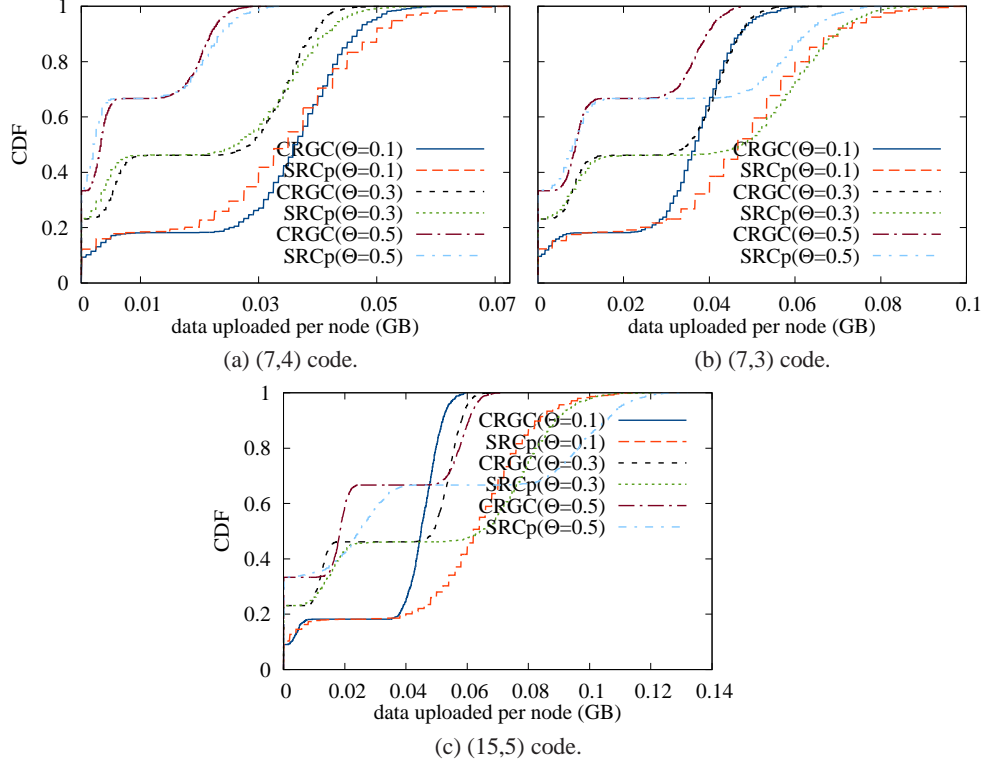 1
0.8
0.6
0.4
0.2
0
CDF
CRGC(Θ=0.1)
SRCp(Θ=0.1)
CRGC(Θ=0.3)
SRCp(Θ=0.3)
CRGC(Θ=0.5)
SRCp(Θ=0.5)
0 0.01 0.03 0.05 0.07
data uploaded per node (GB)
(a) (7,4) code.
1
0.8
0.6
0.4
0.2
0
CDF
CRGC(Θ=0.1)
SRCp(Θ=0.1)
CRGC(Θ=0.3)
SRCp(Θ=0.3)
CRGC(Θ=0.5)
SRCp(Θ=0.5)
0 0.02 0.04 0.06 0.08 0.1
data uploaded per node (GB)
(b) (7,3) code.
1
0.8
0.6
0.4
0.2
0
CDF
CRGC(Θ=0.1)
SRCp(Θ=0.1)
CRGC(Θ=0.3)
SRCp(Θ=0.3)
CRGC(Θ=0.5)
SRCp(Θ=0.5)
0 0.02 0.04 0.06 0.08 0.1 0.12 0.14
data uploaded per node (GB)
(c) (15,5) code.